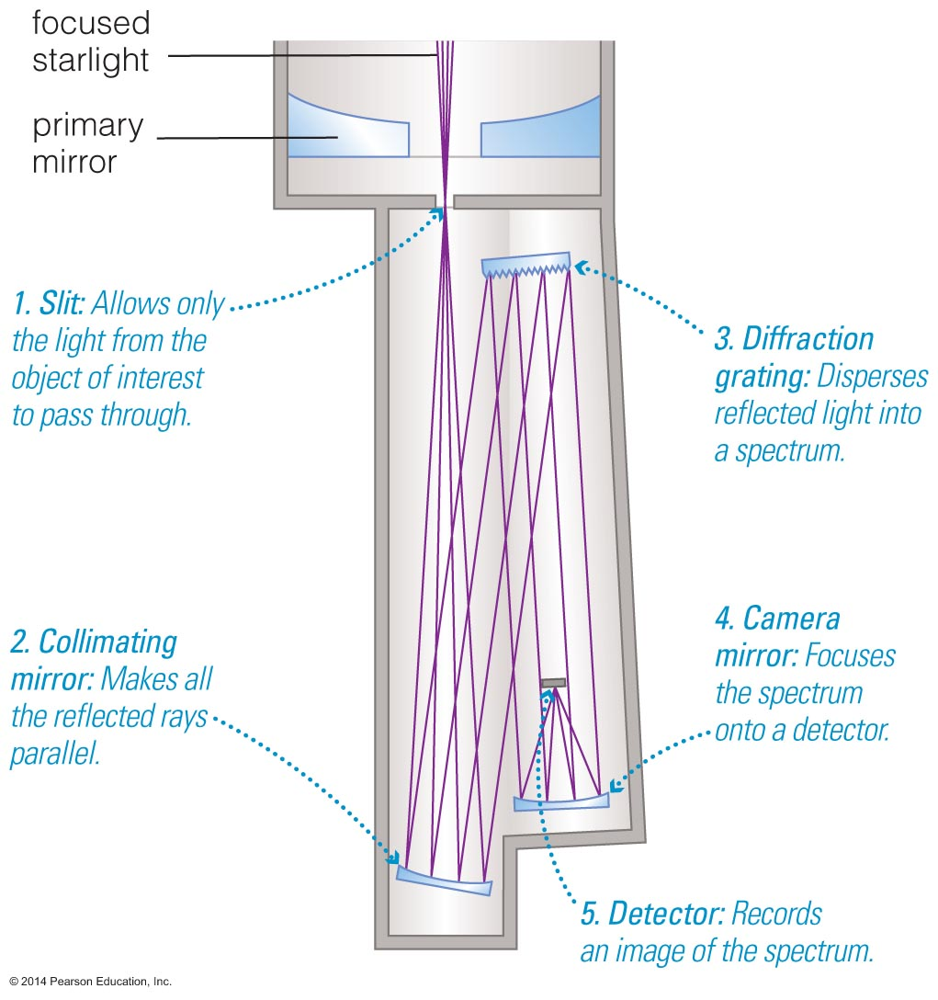 focused
starlight
primary
mirror
1. Slit: Allows only
the light from the
object of interest
to pass through.
3. Diffraction
grating: Disperses
reflected light into
a spectrum.
2. Collimating
mirror: Makes all
the reflected rays
parallel.
4. Camera
mirror: Focuses
the spectrum
onto a detector.
5. Detector: Records
an image of the spectrum.
© 2014 Pearson Education, Inc.